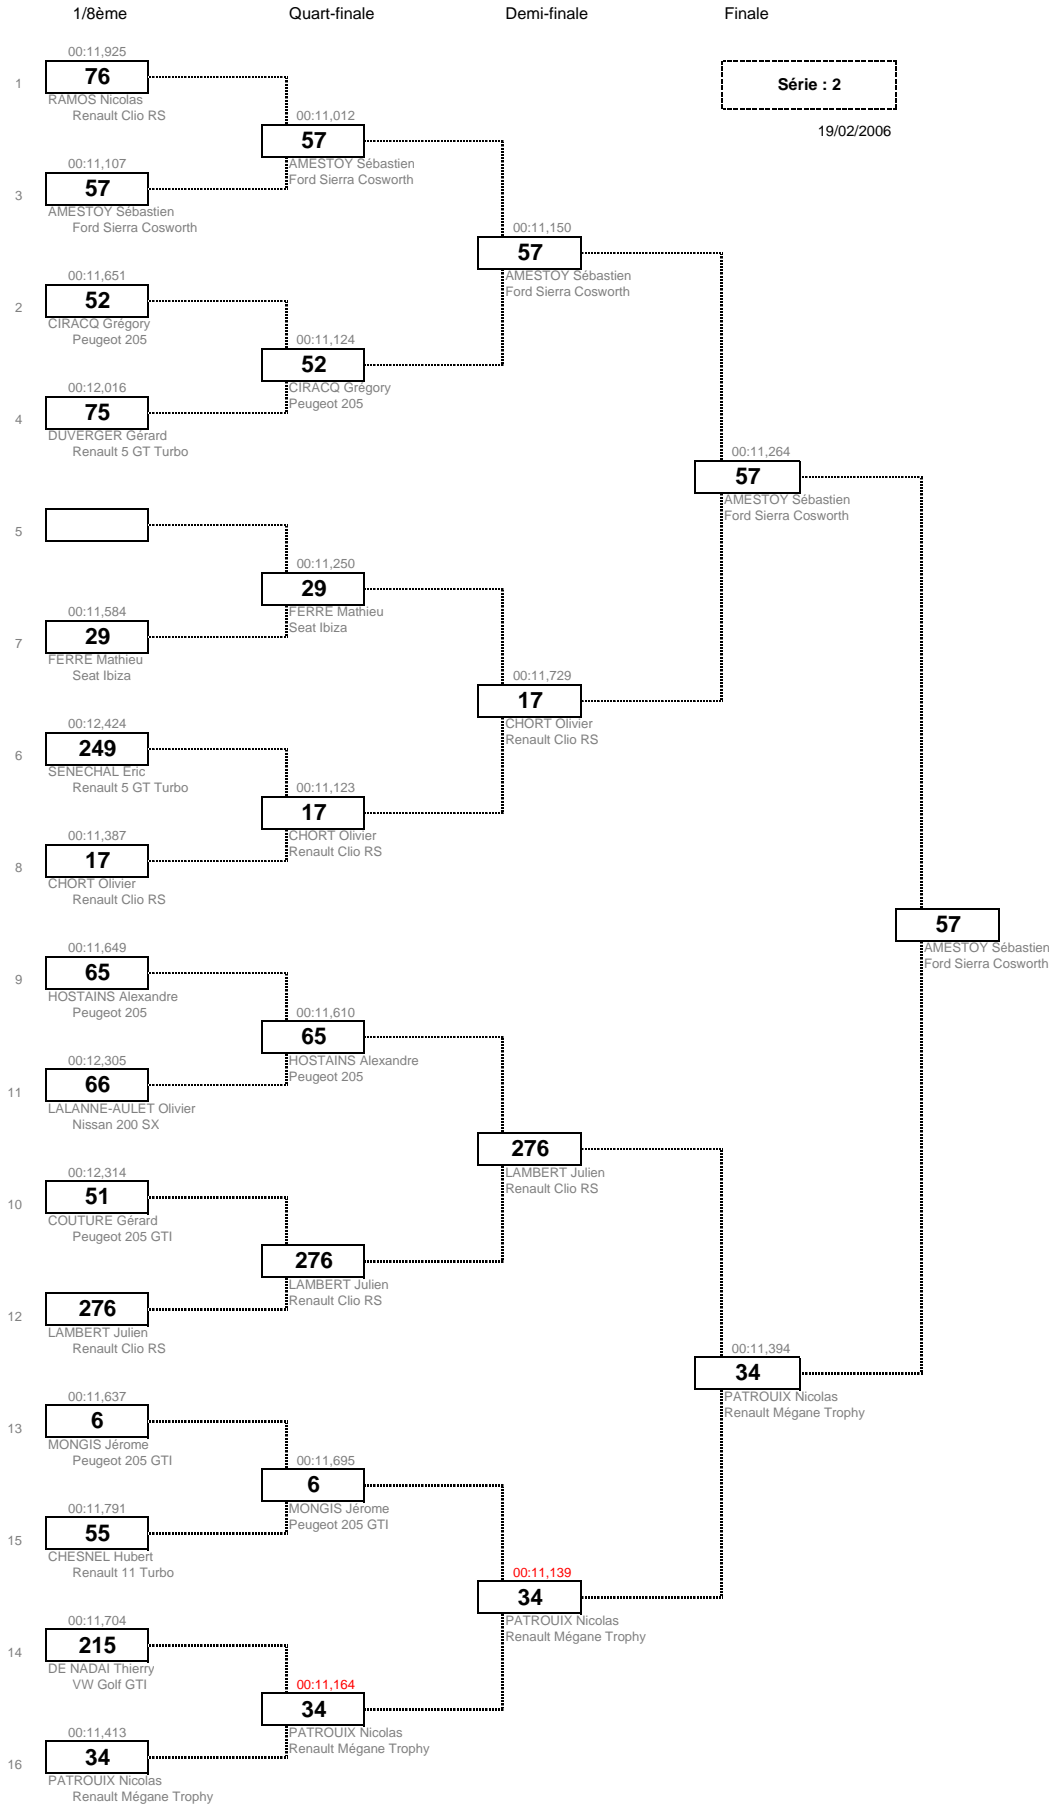 1/8ème Quart-finale Demi-finale Finale
Série : 2
19/02/2006
00:11,925
1 76
RAMOS Nicolas
Renault Clio RS
00:11,012
57
AMESTOY Sébastien
Ford Sierra Cosworth
00:11,107
3 57
AMESTOY Sébastien
Ford Sierra Cosworth
00:11,150
57
AMESTOY Sébastien
Ford Sierra Cosworth
00:11,651
2 52
CIRACQ Grégory
Peugeot 205
00:11,124
52
CIRACQ Grégory
Peugeot 205
00:12,016
4 75
DUVERGER Gérard
Renault 5 GT Turbo
00:11,264
57
AMESTOY Sébastien
Ford Sierra Cosworth
5
00:11,250
29
FERRE Mathieu
Seat Ibiza
00:11,584
7 29
FERRE Mathieu
Seat Ibiza
00:11,729
17
CHORT Olivier
Renault Clio RS
00:12,424
6 249
SENECHAL Eric
Renault 5 GT Turbo
00:11,123
17
CHORT Olivier
Renault Clio RS
00:11,387
8 17
CHORT Olivier
Renault Clio RS
57
AMESTOY Sébastien
Ford Sierra Cosworth
00:11,649
9 65
HOSTAINS Alexandre
Peugeot 205
00:11,610
65
HOSTAINS Alexandre
Peugeot 205
00:12,305
11 66
LALANNE-AULET Olivier
Nissan 200 SX
276
LAMBERT Julien
Renault Clio RS
00:12,314
10 51
COUTURE Gérard
Peugeot 205 GTI
276
LAMBERT Julien
Renault Clio RS
12 276
LAMBERT Julien
Renault Clio RS
00:11,394
34
PATROUIX Nicolas
Renault Mégane Trophy
00:11,637
13 6
MONGIS Jérome
Peugeot 205 GTI
00:11,695
6
MONGIS Jérome
Peugeot 205 GTI
00:11,791
15 55
CHESNEL Hubert
Renault 11 Turbo
00:11,139
34
PATROUIX Nicolas
Renault Mégane Trophy
00:11,704
14 215
DE NADAI Thierry
VW Golf GTI
00:11,164
34
PATROUIX Nicolas
Renault Mégane Trophy
00:11,413
16 34
PATROUIX Nicolas
Renault Mégane Trophy